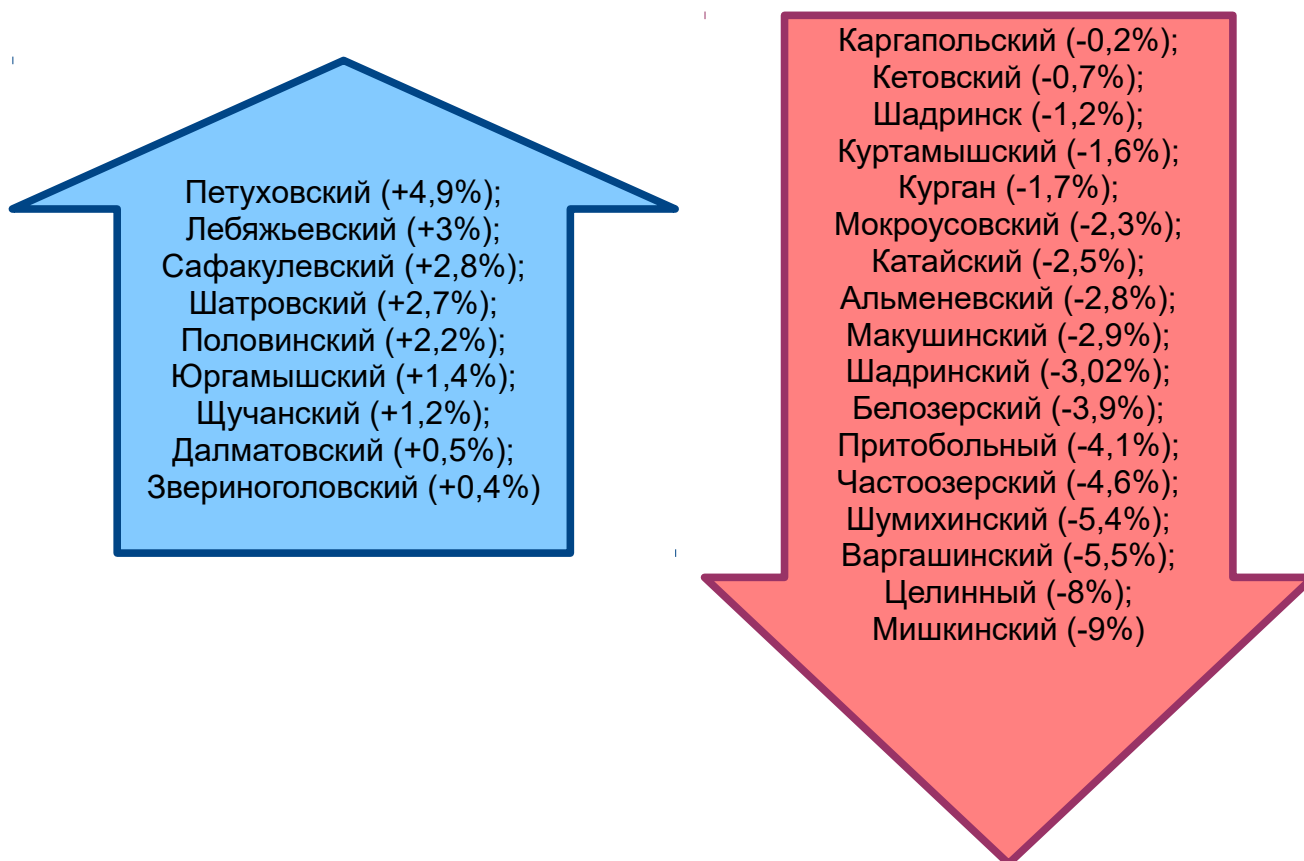 Петуховский (+4,9%);
Лебяжьевский (+3%);
Сафакулевский (+2,8%);
Шатровский (+2,7%);
Половинский (+2,2%);
Юргамышский (+1,4%);
Щучанский (+1,2%);
Далматовский (+0,5%);
Звериноголовский (+0,4%)
Каргапольский (-0,2%);
Кетовский (-0,7%);
Шадринск (-1,2%);
Куртамышский (-1,6%);
Курган (-1,7%);
Мокроусовский (-2,3%);
Катайский (-2,5%);
Альменевский (-2,8%);
Макушинский (-2,9%);
Шадринский (-3,02%);
Белозерский (-3,9%);
Притобольный (-4,1%);
Частоозерский (-4,6%);
Шумихинский (-5,4%);
Варгашинский (-5,5%);
Целинный (-8%);
Мишкинский (-9%)